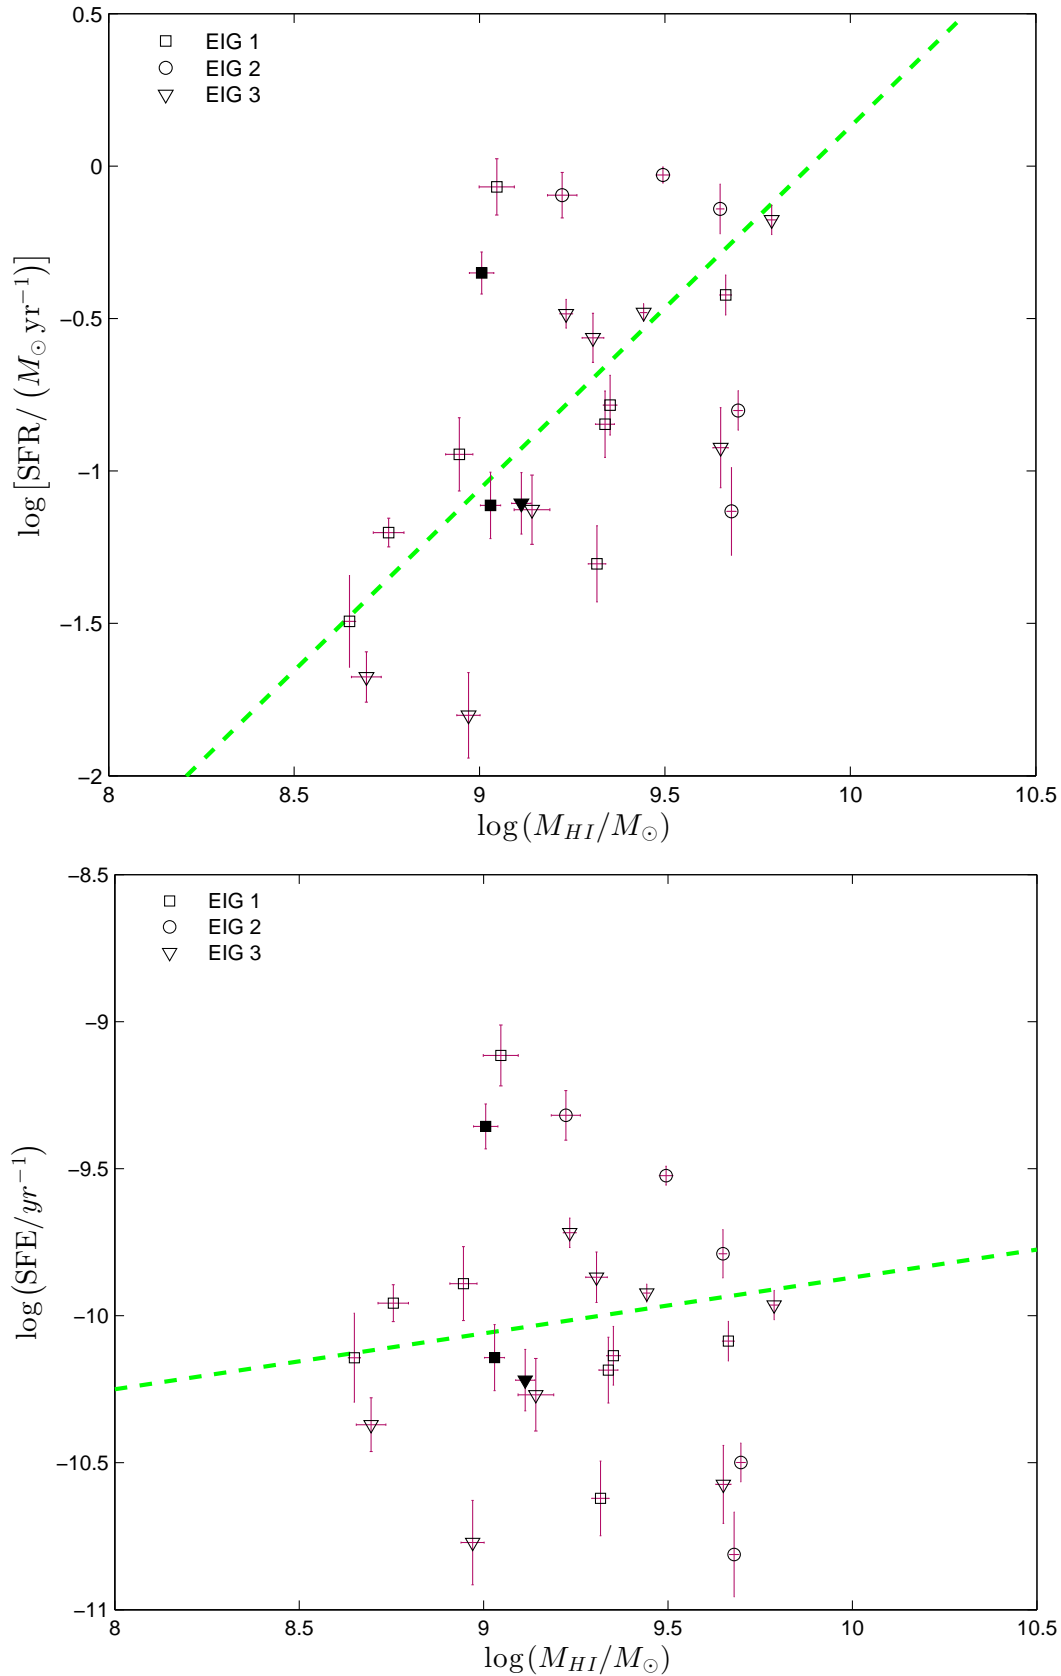 0.5
EIG 1
EIG 2
EIG 3
0
−0.5
−1
−1.5
−2
log [SFR/ (M⊙ yr⁻¹)]
8
8.5
9
9.5
10
10.5
log (M_HI/M⊙)
−8.5
EIG 1
EIG 2
EIG 3
−9
−9.5
−10
−10.5
−11
log (SFE/yr⁻¹)
8
8.5
9
9.5
10
10.5
log (M_HI/M⊙)